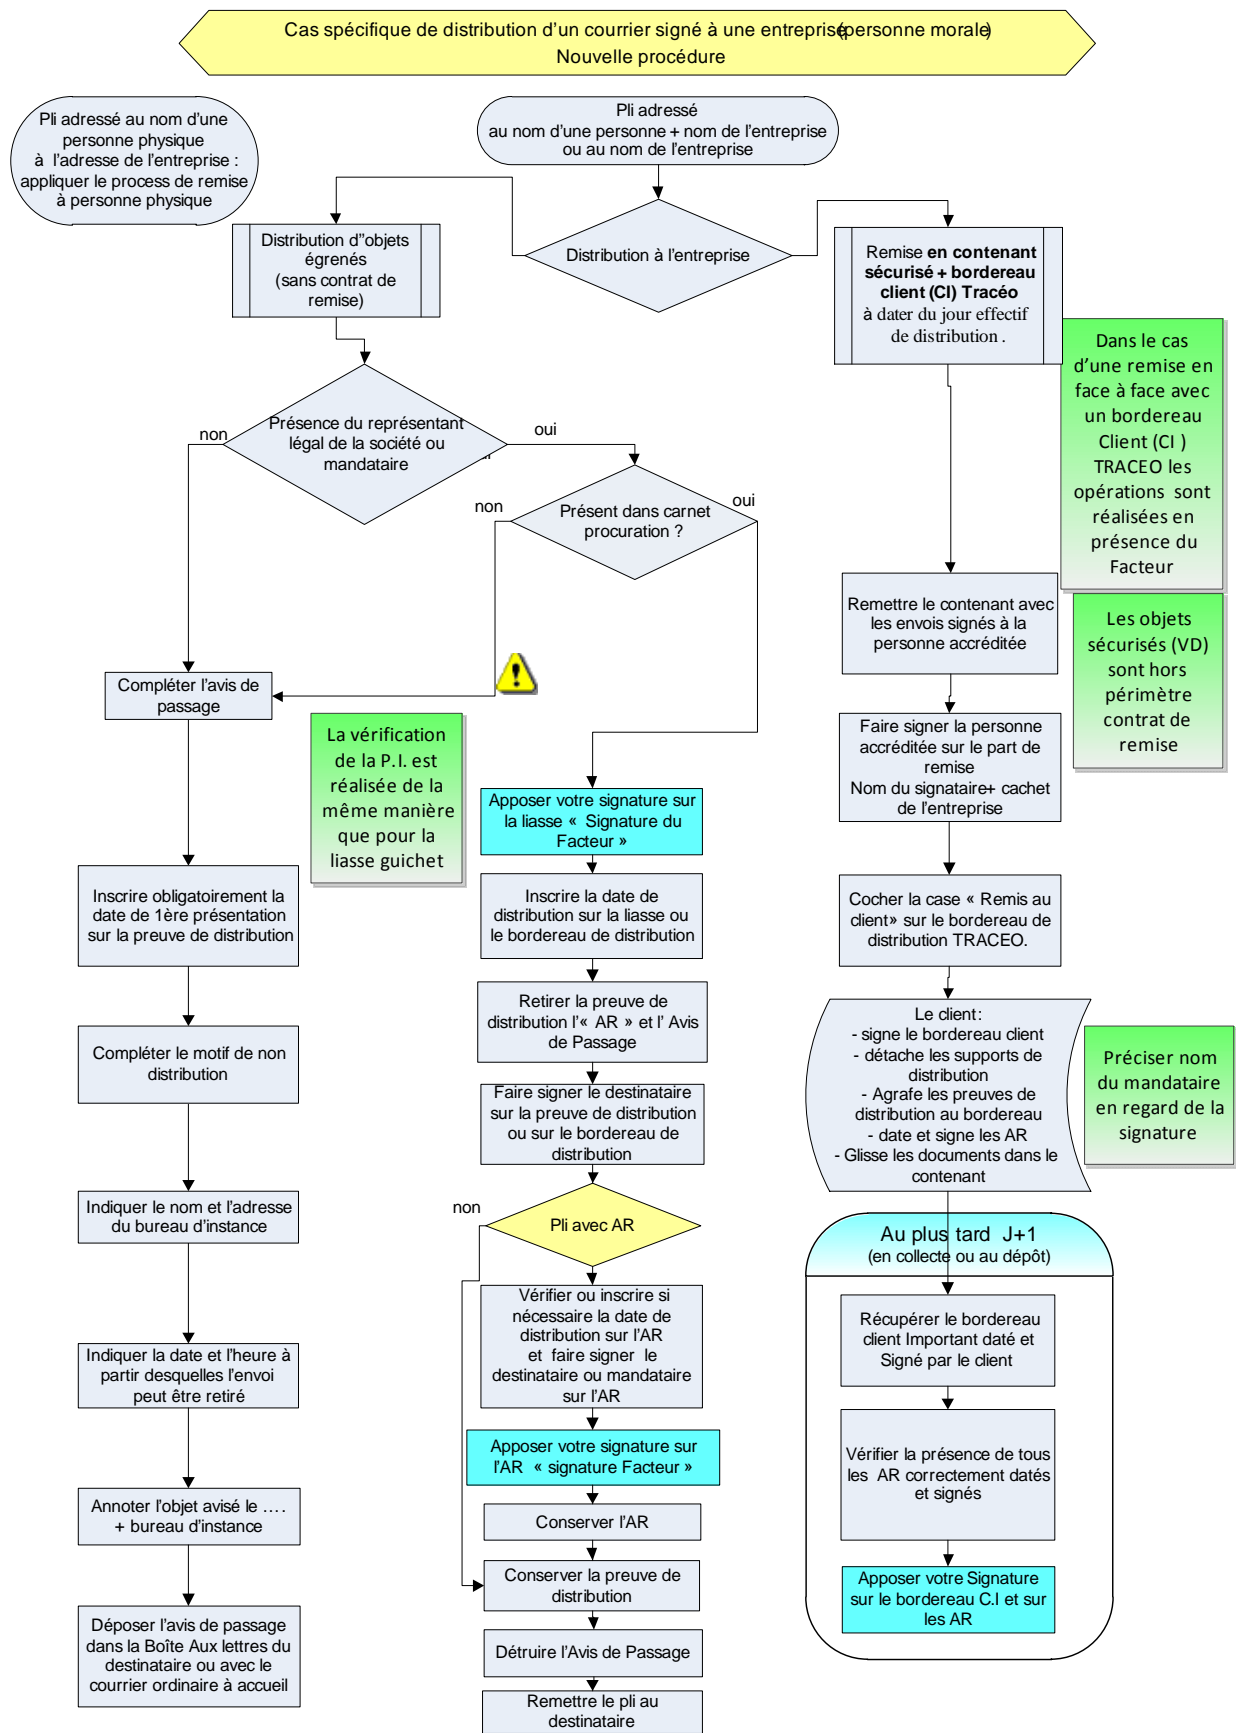 Cas spécifique de distribution d'un courrier signé à une entreprise(personne morale)
Nouvelle procédure
Pli adressé au nom d'une
personne physique
à l'adresse de l'entreprise :
appliquer le process de remise
à personne physique
Pli adressé
au nom d'une personne + nom de l'entreprise
ou au nom de l'entreprise
Distribution d''objets
égrenés
(sans contrat de
remise)
Distribution à l'entreprise
Remise en contenant
sécurisé + bordereau
client (CI) Tracéo
à dater du jour effectif
de distribution .
Dans le cas
d'une remise en
face à face avec
un bordereau
Client (CI )
TRACEO les
opérations sont
réalisées en
présence du
Facteur
non
Présence du représentant
légal de la société ou
mandataire
oui
non
Présent dans carnet
procuration ?
oui
Remettre le contenant avec
les envois signés à la
personne accréditée
Les objets
sécurisés (VD)
sont hors
périmètre
contrat de
remise
Compléter l'avis de
passage
!
La vérification
de la P.I. est
réalisée de la
même manière
que pour la
liasse guichet
Faire signer la personne
accréditée sur le part de
remise
Nom du signataire+ cachet
de l'entreprise
Apposer votre signature sur
la liasse « Signature du
Facteur »
Inscrire obligatoirement la
date de 1ère présentation
sur la preuve de distribution
Inscrire la date de
distribution sur la liasse ou
le bordereau de distribution
Cocher la case « Remis au
client» sur le bordereau de
distribution TRACEO.
Retirer la preuve de
distribution l'« AR » et l' Avis
de Passage
Compléter le motif de non
distribution
Le client:
- signe le bordereau client
- détache les supports de
distribution
- Agrafe les preuves de
distribution au bordereau
- date et signe les AR
- Glisse les documents dans le
contenant
Préciser nom
du mandataire
en regard de la
signature
Faire signer le destinataire
sur la preuve de distribution
ou sur le bordereau de
distribution
Indiquer le nom et l'adresse
du bureau d'instance
non
Pli avec AR
Au plus tard J+1
(en collecte ou au dépôt)
Vérifier ou inscrire si
nécessaire la date de
distribution sur l'AR
et faire signer le
destinataire ou mandataire
sur l'AR
Récupérer le bordereau
client Important daté et
Signé par le client
Indiquer la date et l'heure à
partir desquelles l'envoi
peut être retiré
Apposer votre signature sur
l'AR « signature Facteur »
Vérifier la présence de tous
les AR correctement datés
et signés
Annoter l'objet avisé le ….
+ bureau d'instance
Conserver l'AR
Conserver la preuve de
distribution
Apposer votre Signature
sur le bordereau C.I et sur
les AR
Déposer l'avis de passage
dans la Boîte Aux lettres du
destinataire ou avec le
courrier ordinaire à accueil
Détruire l'Avis de Passage
Remettre le pli au
destinataire